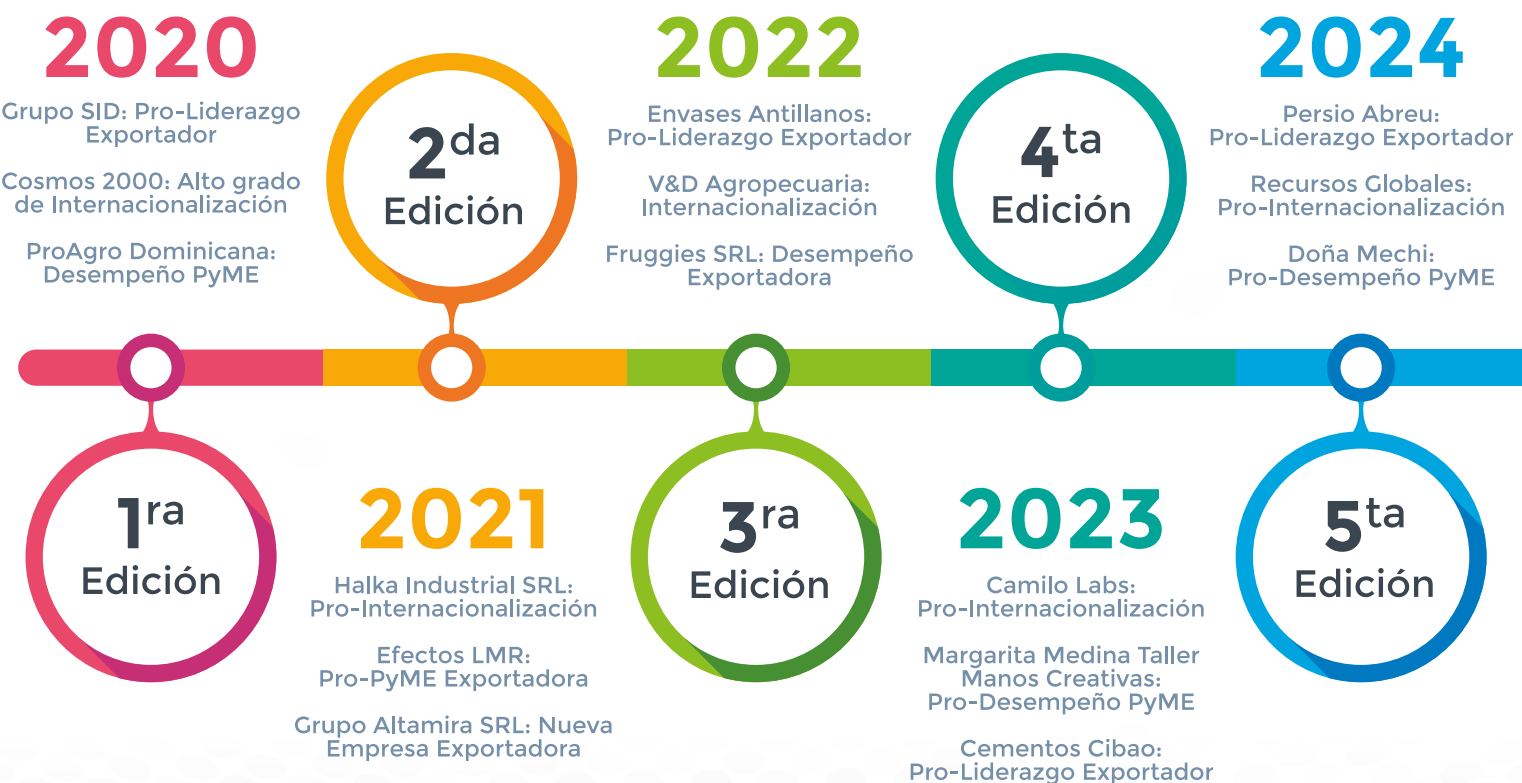 2020
Grupo SID: Pro-Liderazgo
Exportador
Cosmos 2000: Alto grado
de Internacionalización
ProAgro Dominicana:
Desempeño PyME
1ra
Edición
2da
Edición
2021
Halka Industrial SRL:
Pro-Internacionalización
Efectos LMR:
Pro-PyME Exportadora
Grupo Altamira SRL: Nueva
Empresa Exportadora
2022
Envases Antillanos:
Pro-Liderazgo Exportador
V&D Agropecuaria:
Internacionalización
Fruggies SRL: Desempeño
Exportadora
3ra
Edición
4ta
Edición
2023
Camilo Labs:
Pro-Internacionalización
Margarita Medina Taller
Manos Creativas:
Pro-Desempeño PyME
Cementos Cibao:
Pro-Liderazgo Exportador
2024
Persio Abreu:
Pro-Liderazgo Exportador
Recursos Globales:
Pro-Internacionalización
Doña Mechi:
Pro-Desempeño PyME
5ta
Edición